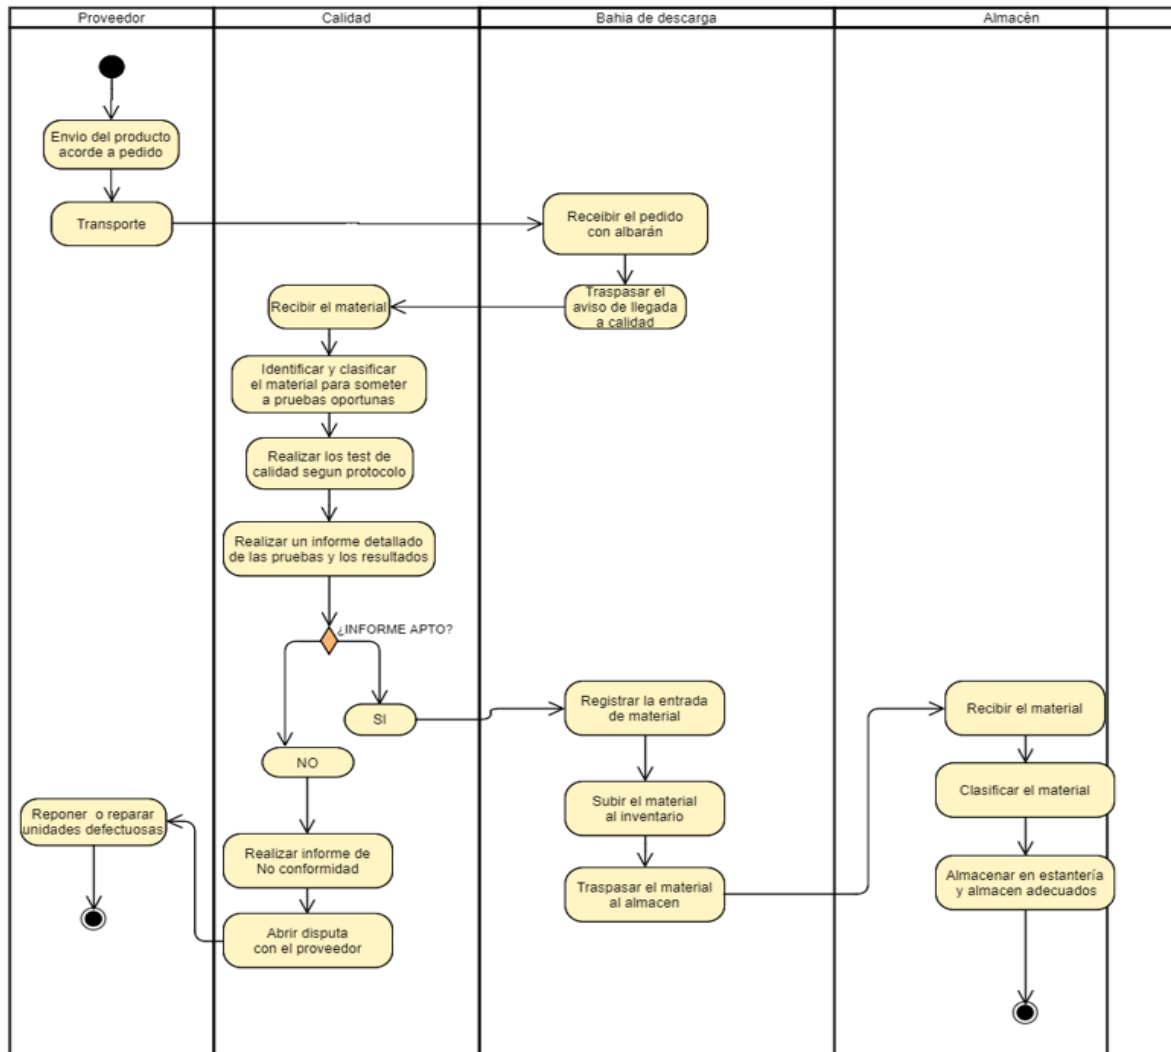 Proveedor
Calidad
Bahia de descarga
Almacén
Envio del producto
acorde a pedido
Transporte
Receibir el pedido
con albarán
Traspasar el
aviso de llegada
a calidad
Recibir el material
Identificar y clasificar
el material para someter
a pruebas oportunas
Realizar los test de
calidad segun protocolo
Realizar un informe detallado
de las pruebas y los resultados
¿INFORME APTO?
SI
NO
Registrar la entrada
de material
Recibir el material
Subir el material
al inventario
Clasificar el material
Traspasar el material
al almacen
Almacenar en estantería
y almacen adecuados
Realizar informe de
No conformidad
Abrir disputa
con el proveedor
Reponer o reparar
unidades defectuosas